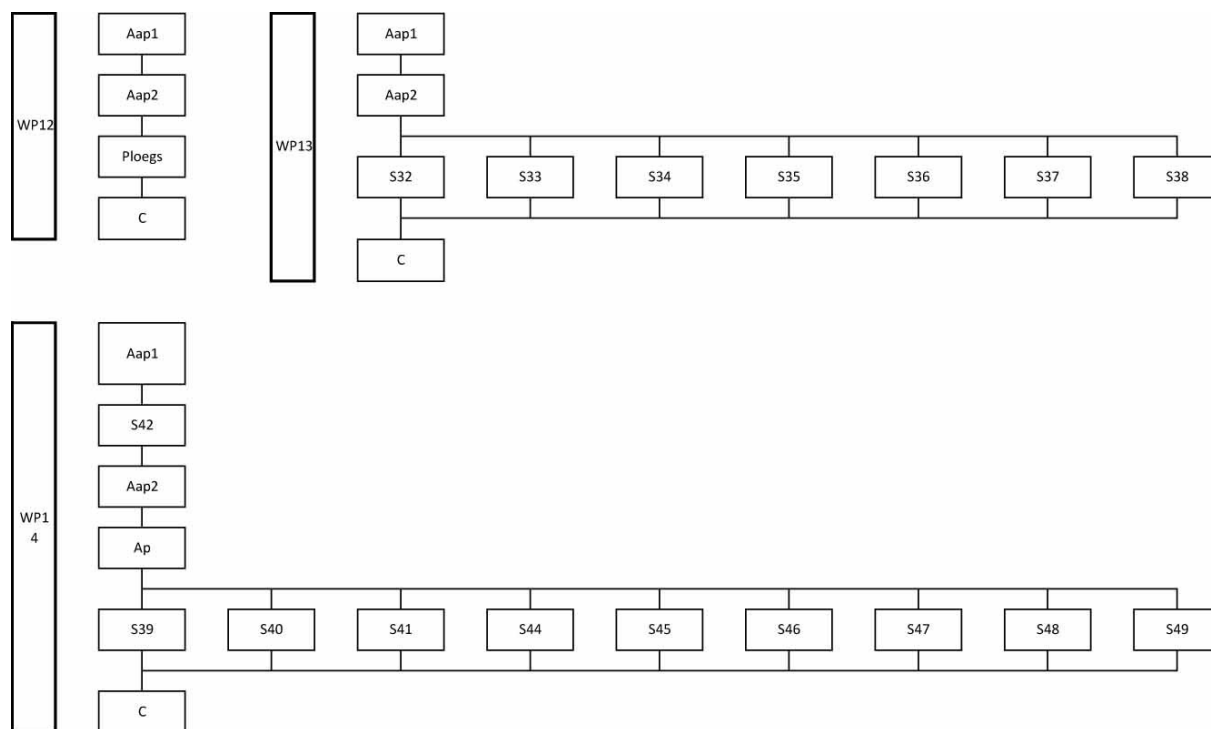 WP12
Aap1
Aap2
Ploegs
C
WP13
Aap1
Aap2
S32 S33 S34 S35 S36 S37 S38
C
WP1
4
Aap1
S42
Aap2
Ap
S39 S40 S41 S44 S45 S46 S47 S48 S49
C